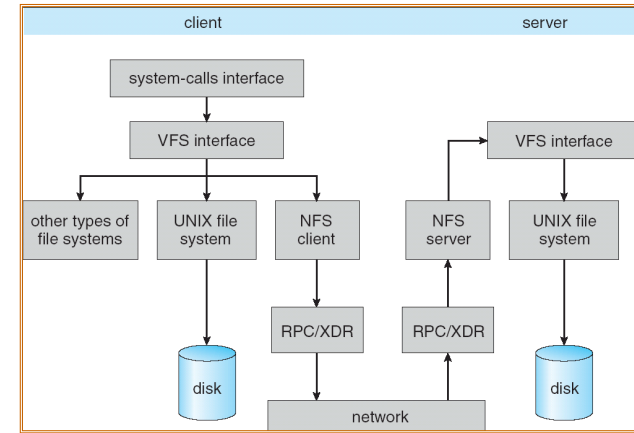 client
server
system-calls interface
VFS interface
VFS interface
other types of
file systems
UNIX file
system
NFS
client
NFS
server
UNIX file
system
RPC/XDR
RPC/XDR
disk
disk
network